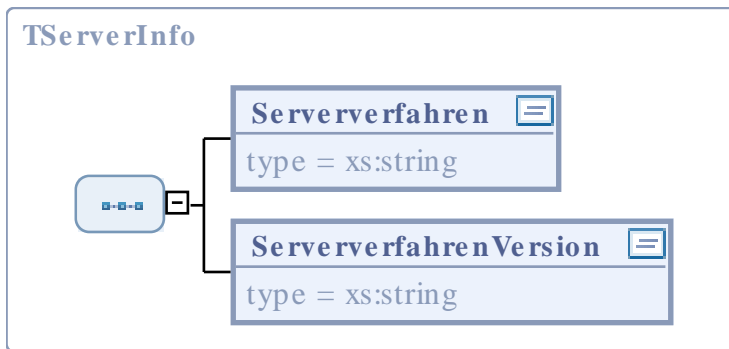 TServerInfo
Serververfahren
type = xs:string
SerververfahrenVersion
type = xs:string